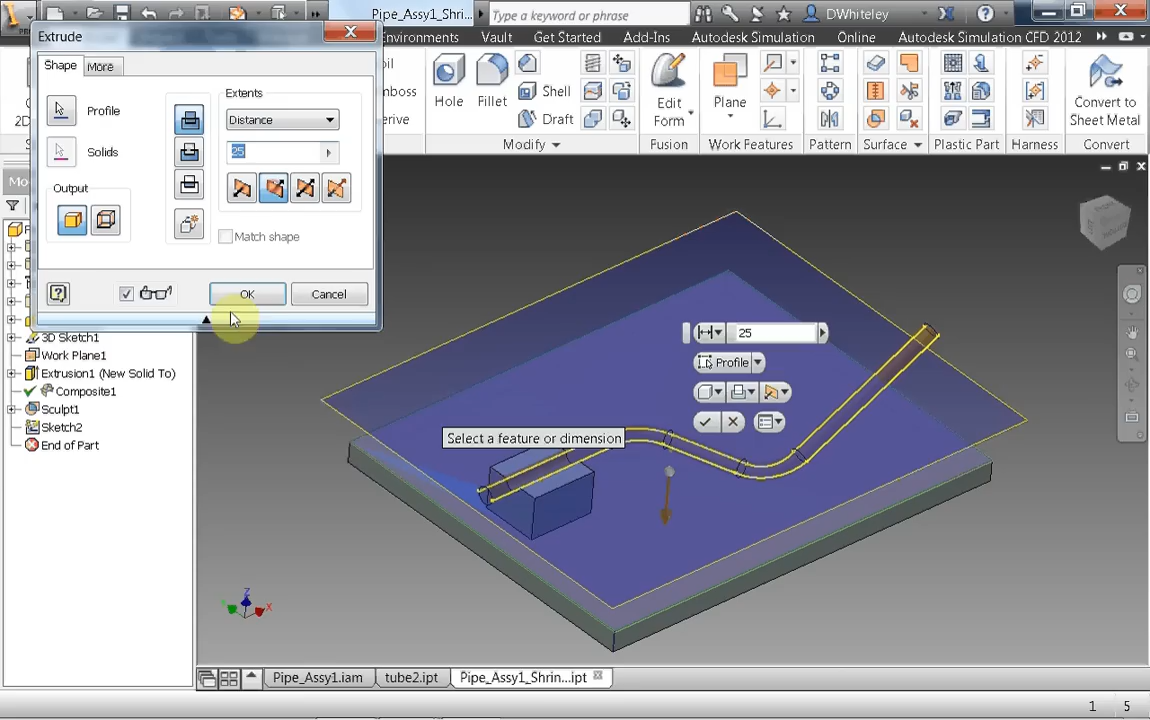 Pipe_Assy1_Shri...
Type a keyword or phrase
DWhiteley
Extrude
Environments
Vault
Get Started
Add-Ins
Autodesk Simulation
Online
Autodesk Simulation CFD 2012
Shape
More
Profile
Solids
Output
Extents
Distance
25
Match shape
OK
Cancel
Hole
Fillet
Shell
Draft
Edit
Form
Plane
Convert to
Sheet Metal
Modify
Fusion
Work Features
Pattern
Surface
Plastic Part
Harness
Convert
3D Sketch1
Work Plane1
Extrusion1 (New Solid To)
Composite1
Sculpt1
Sketch2
End of Part
25
Profile
Select a feature or dimension
Z
X
Pipe_Assy1.iam
tube2.ipt
Pipe_Assy1_Shrin...ipt
1
5